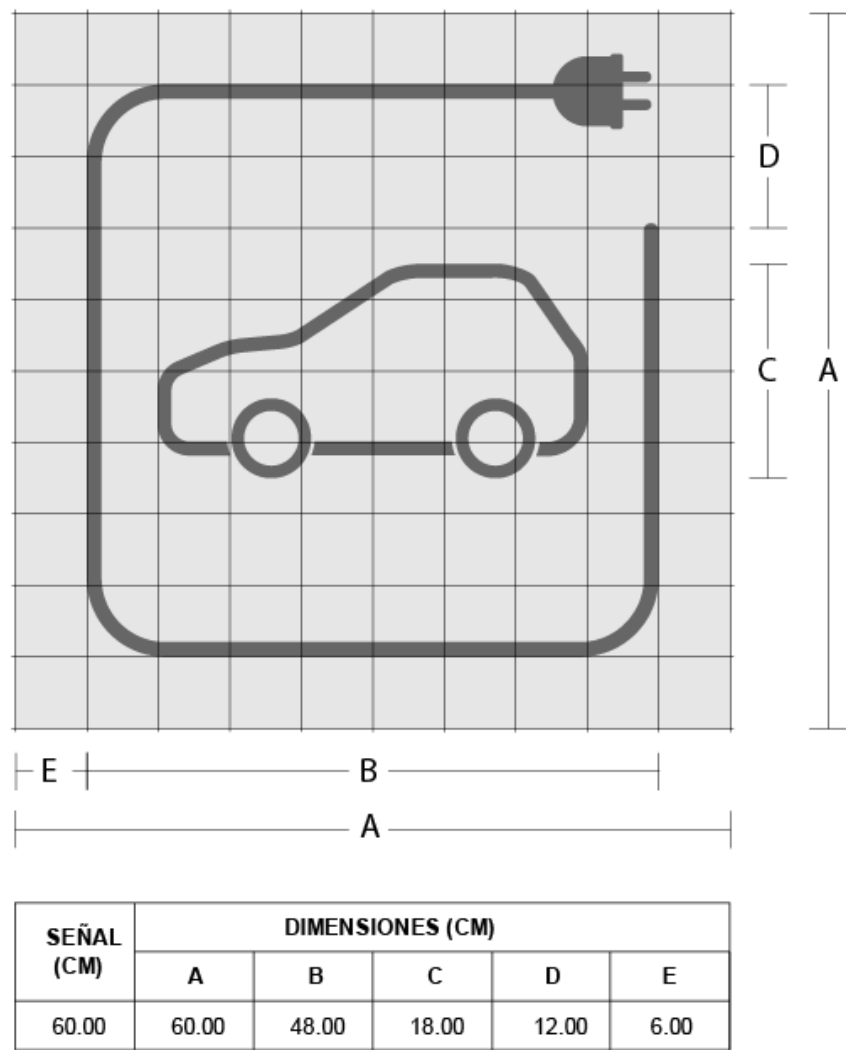 D
C
A
E
B
A
SEÑAL (CM)
DIMENSIONES (CM)
A B C D E
60.00 60.00 48.00 18.00 12.00 6.00